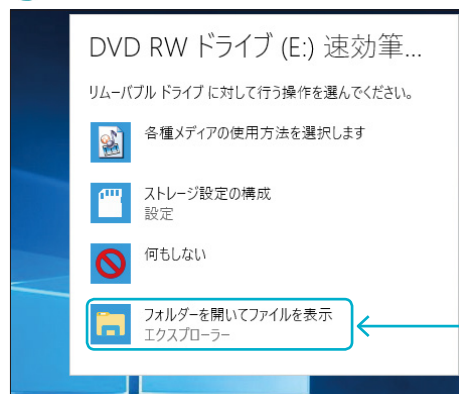 DVD RW ドライブ (E:) 速効筆...
リムーバブル ドライブ に対して行う操作を選んでください。
各種メディアの使用方法を選択します
ストレージ設定の構成
設定
何もしない
フォルダーを開いてファイルを表示
エクスプローラー